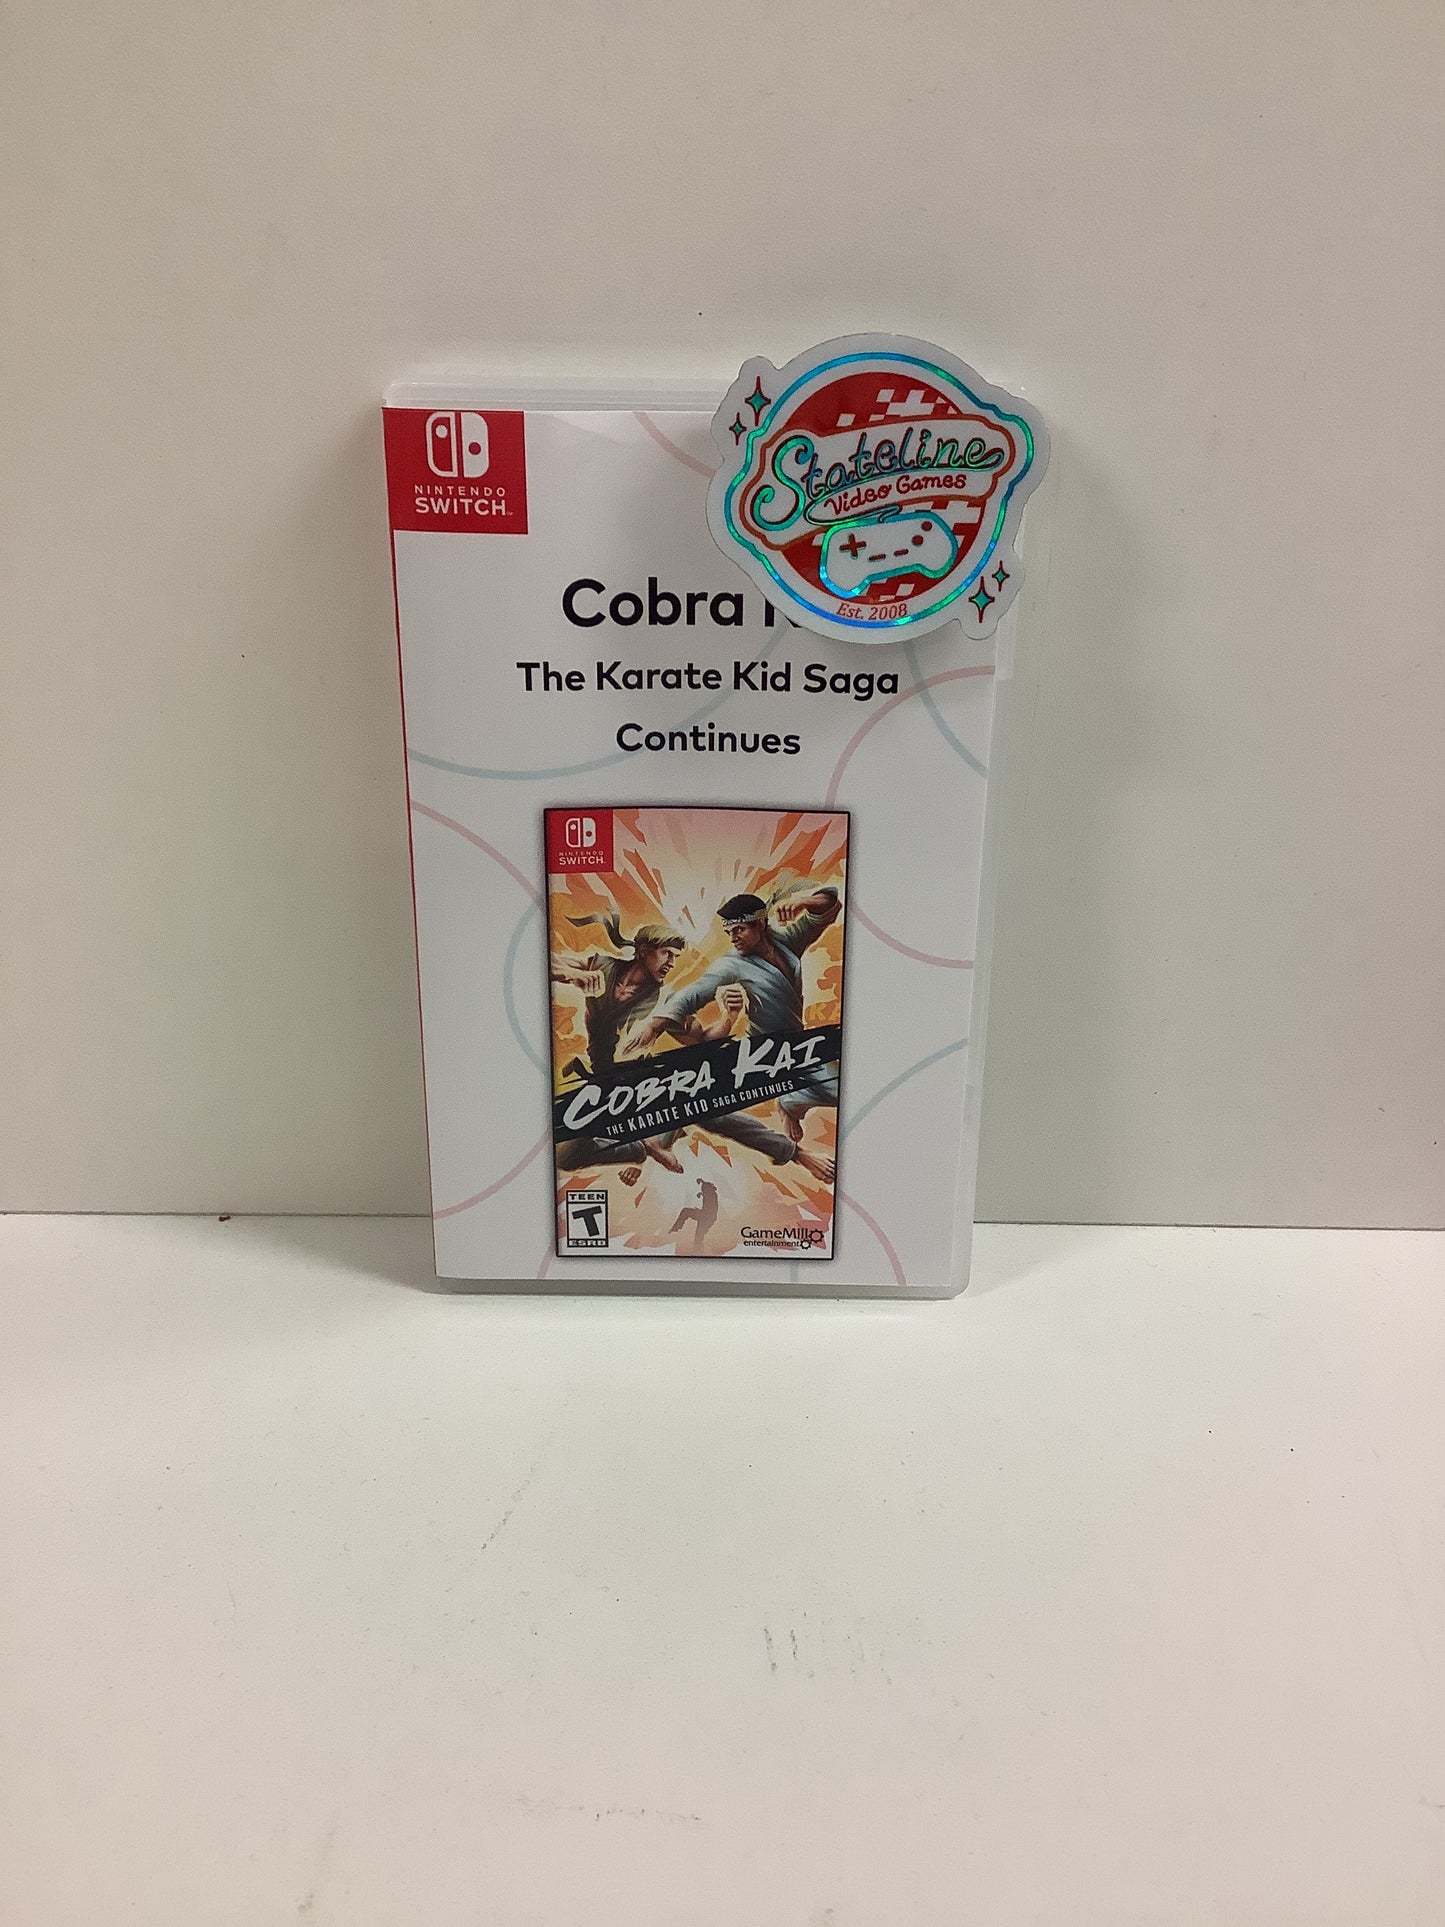 NINTENDO
SWITCH
Stateline
Video Games
Est. 2008
Cobra
The Karate Kid Saga
Continues
NINTENDO
SWITCH
COBRA KAI
THE KARATE KID SAGA CONTINUES
TEEN
T
ESRB
GameMill
entertainment